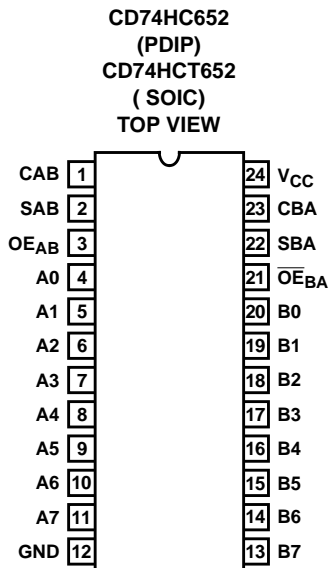 CD74HC652
(PDIP)
CD74HCT652
( SOIC)
TOP VIEW
CAB 1 24 VCC
SAB 2 23 CBA
OEAB 3 22 SBA
A0 4 21 O̅E̅BA
A1 5 20 B0
A2 6 19 B1
A3 7 18 B2
A4 8 17 B3
A5 9 16 B4
A6 10 15 B5
A7 11 14 B6
GND 12 13 B7